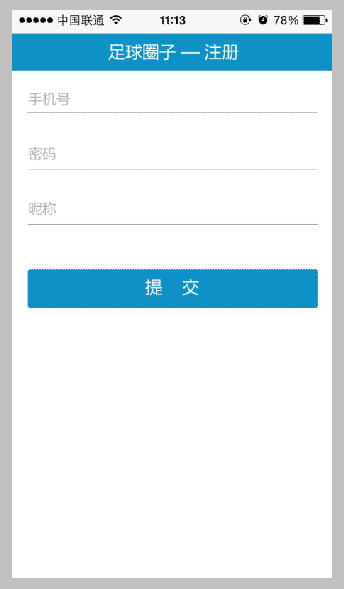 中国联通 11:13 78%
足球圈子 — 注册
手机号
密码
昵称
提 交